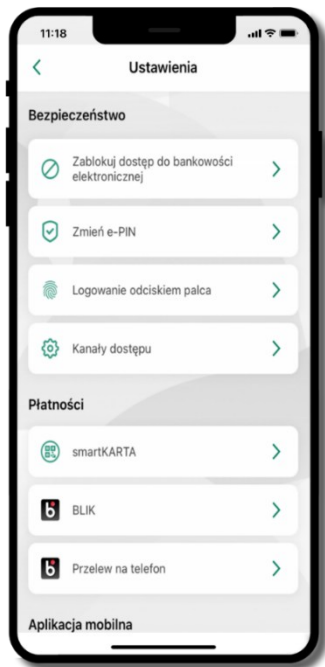 11:18
Ustawienia
Bezpieczeństwo
Zablokuj dostęp do bankowości
elektronicznej
Zmień e-PIN
Logowanie odciskiem palca
Kanały dostępu
Płatności
smartKARTA
BLIK
Przelew na telefon
Aplikacja mobilna